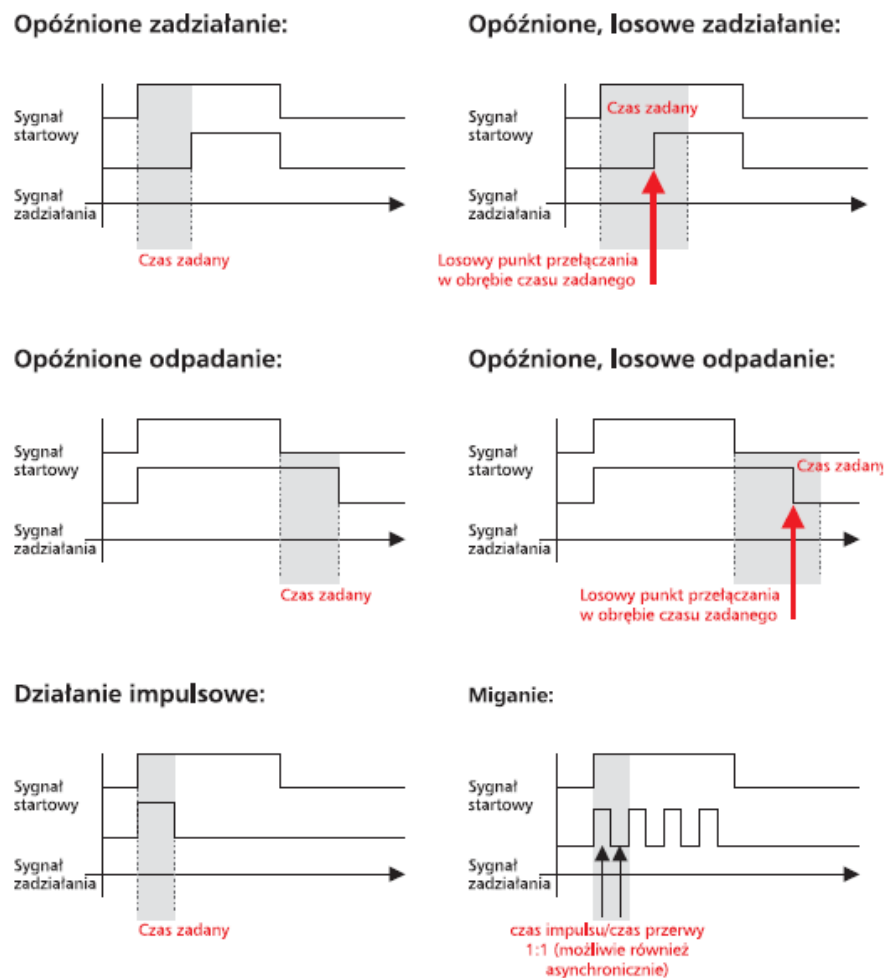 Opóźnione zadziałanie:
Sygnał
startowy
Sygnał
zadziałania
Czas zadany
Opóźnione, losowe zadziałanie:
Czas zadany
Sygnał
startowy
Sygnał
zadziałania
Losowy punkt przełączania
w obrębie czasu zadanego
Opóźnione odpadanie:
Sygnał
startowy
Sygnał
zadziałania
Czas zadany
Opóźnione, losowe odpadanie:
Sygnał
startowy
Czas zadany
Sygnał
zadziałania
Losowy punkt przełączania
w obrębie czasu zadanego
Działanie impulsowe:
Sygnał
startowy
Sygnał
zadziałania
Czas zadany
Miganie:
Sygnał
startowy
Sygnał
zadziałania
czas impulsu/czas przerwy
1:1 (możliwie również
asynchronicznie)